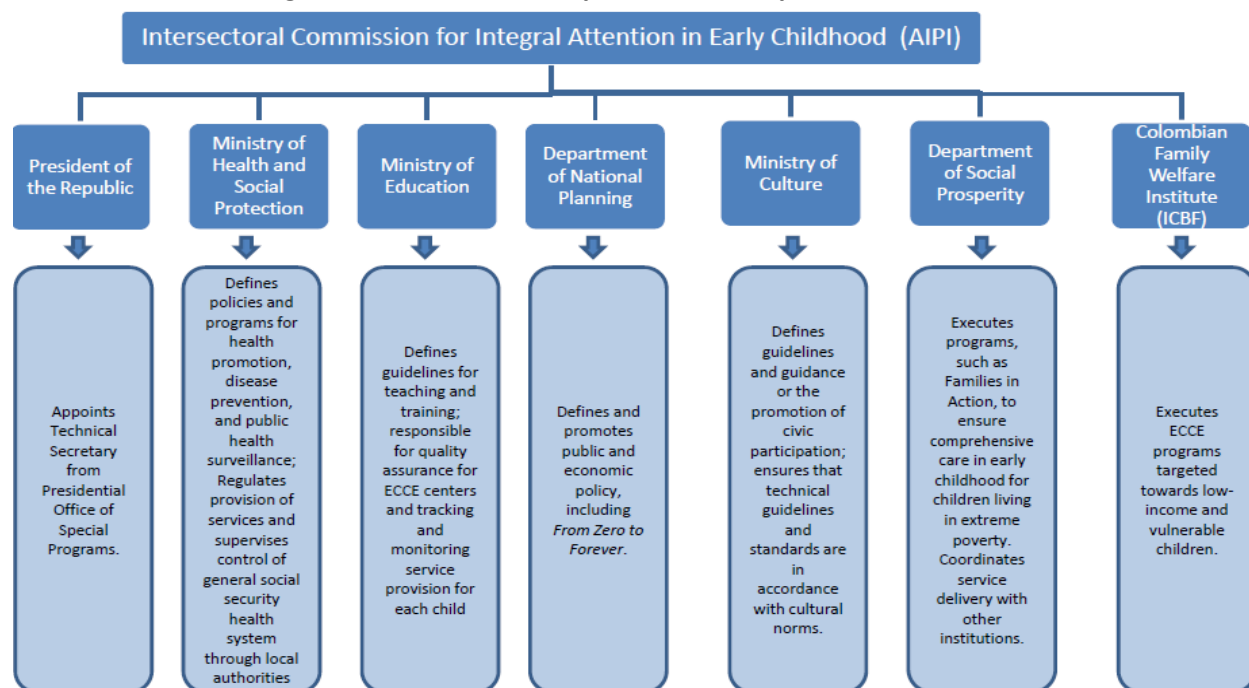 Intersectoral Commission for Integral Attention in Early Childhood (AIPI)
President of
the Republic
Ministry of
Health and
Social
Protection
Ministry of
Education
Department
of National
Planning
Ministry of
Culture
Department
of Social
Prosperity
Colombian
Family
Welfare
Institute
(ICBF)
Appoints
Technical
Secretary
from
Presidential
Office of
Special
Programs.
Defines
policies and
programs for
health
promotion,
disease
prevention,
and public
health
surveillance;
Regulates
provision of
services and
supervises
control of
general social
security
health
system
through local
authorities
Defines
guidelines for
teaching and
training;
responsible
for quality
assurance for
ECCE centers
and tracking
and
monitoring
service
provision for
each child
Defines and
promotes
public and
economic
policy,
including
From Zero to
Forever.
Defines
guidelines
and guidance
or the
promotion of
civic
participation;
ensures that
technical
guidelines
and
standards are
in
accordance
with cultural
norms.
Executes
programs,
such as
Families in
Action, to
ensure
comprehensive
care in early
childhood for
children living
in extreme
poverty.
Coordinates
service
delivery with
other
institutions.
Executes
ECCE
programs
targeted
towards low-
income and
vulnerable
children.